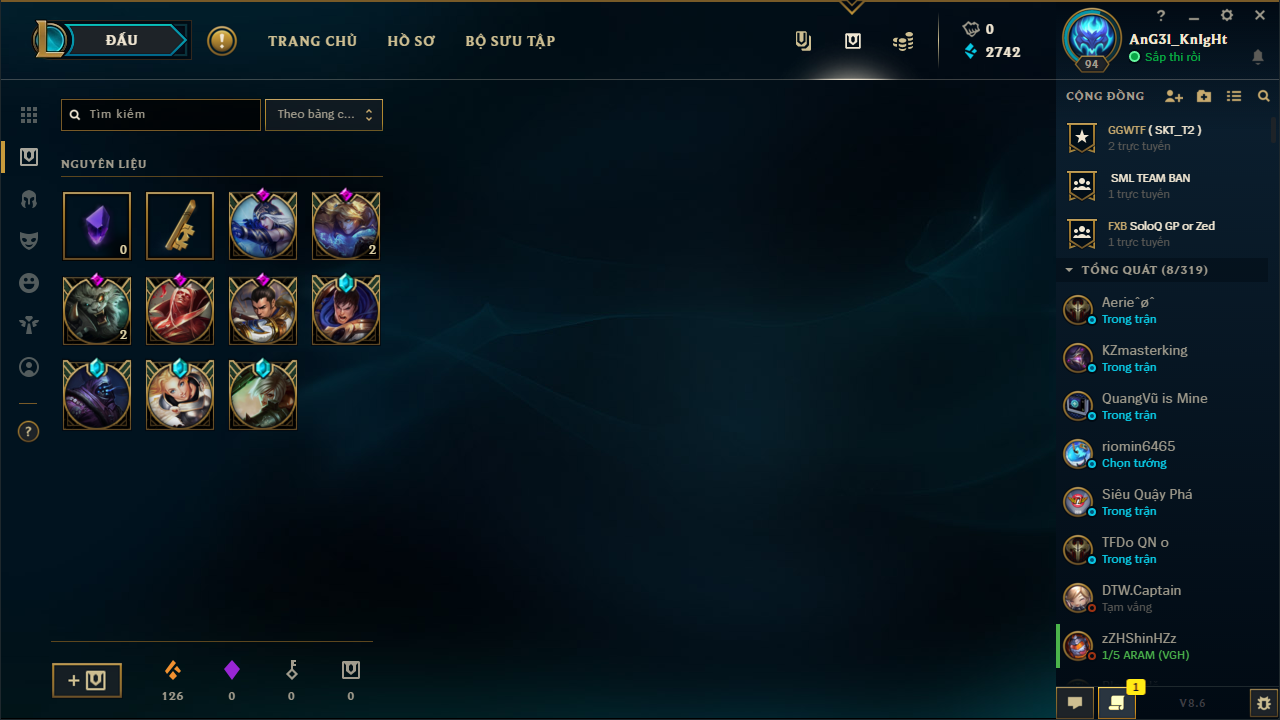 ĐẤU
TRANG CHỦ
HỒ SƠ
BỘ SƯU TẬP
0
2742
?
94
AnG3l_KnIgHt
Sắp thi rồi
Tìm kiếm
Theo bảng c...
NGUYÊN LIỆU
0
2
2
?
+
126
0
0
0
CỘNG ĐỒNG
GGWTF ( SKT_T2 )
2 trực tuyến
SML TEAM BAN
1 trực tuyến
FXB SoloQ GP or Zed
1 trực tuyến
TỔNG QUÁT (8/319)
Aerieˆøˆ
Trong trận
KZmasterking
Trong trận
QuangVũ is Mine
Trong trận
riomin6465
Chọn tướng
Siêu Quậy Phá
Trong trận
TFDo QN o
Trong trận
DTW.Captain
Tạm vắng
zZHShinHZz
1/5 ARAM (VGH)
1
V8.6